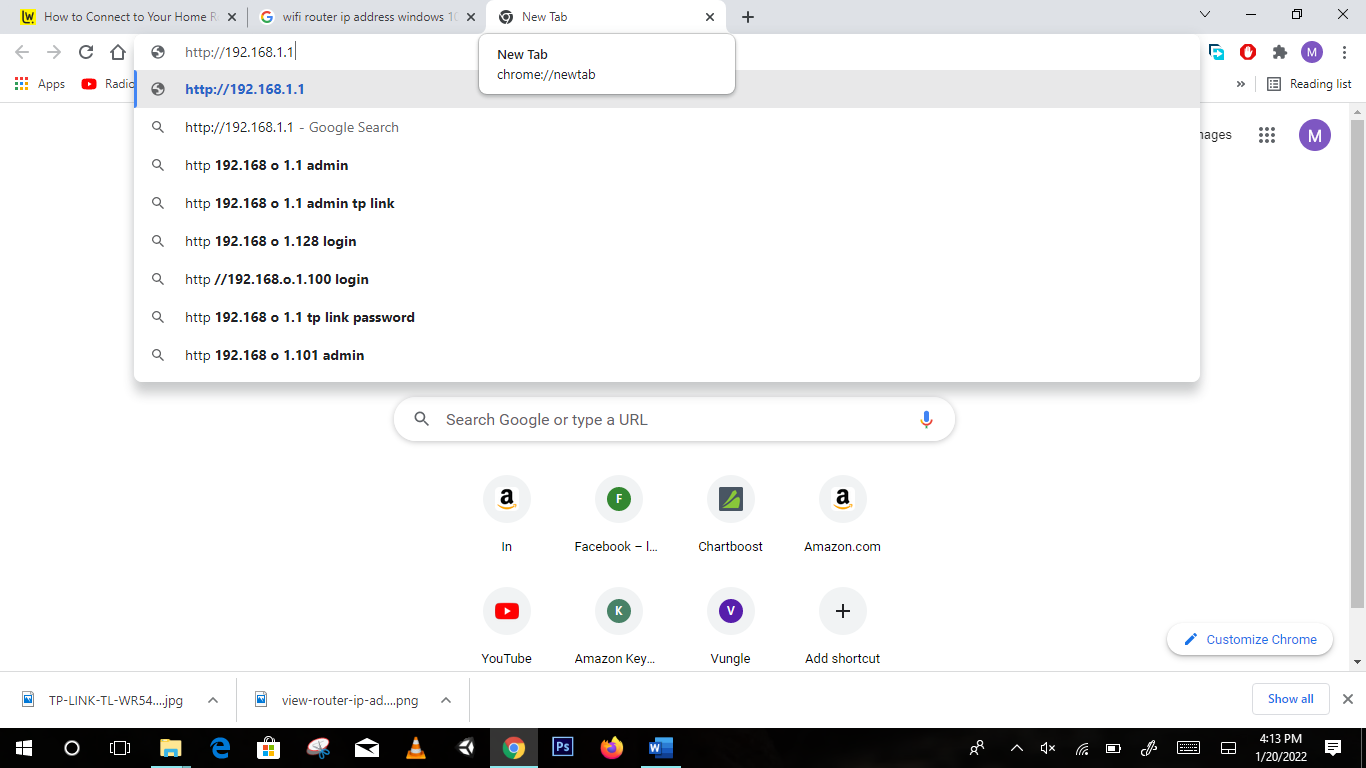 How to Connect to Your Home R
wifi router ip address windows 10
New Tab
http://192.168.1.1
New Tab
chrome://newtab
M
Apps
Radio
»
Reading list
http://192.168.1.1
http://192.168.1.1 - Google Search
http 192.168 o 1.1 admin
http 192.168 o 1.1 admin tp link
http 192.168 o 1.128 login
http //192.168.o.1.100 login
http 192.168 o 1.1 tp link password
http 192.168 o 1.101 admin
M
Search Google or type a URL
a F a
In Facebook – l... Chartboost Amazon.com
K V
YouTube Amazon Key... Vungle Add shortcut
Customize Chrome
TP-LINK-TL-WR54....jpg
view-router-ip-ad....png
Show all
Ps
4:13 PM
1/20/2022